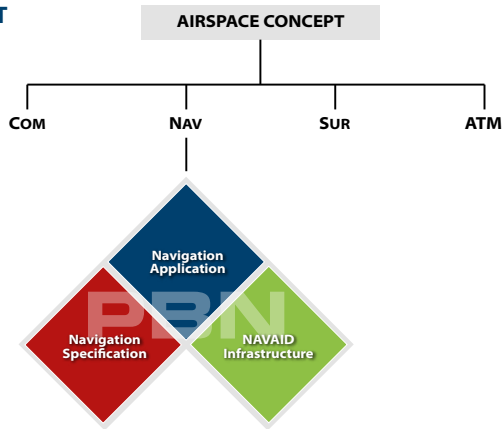 T
AIRSPACE CONCEPT
COM NAV SUR ATM
Navigation
Application
PBN
Navigation
Specification
NAVAID
Infrastructure